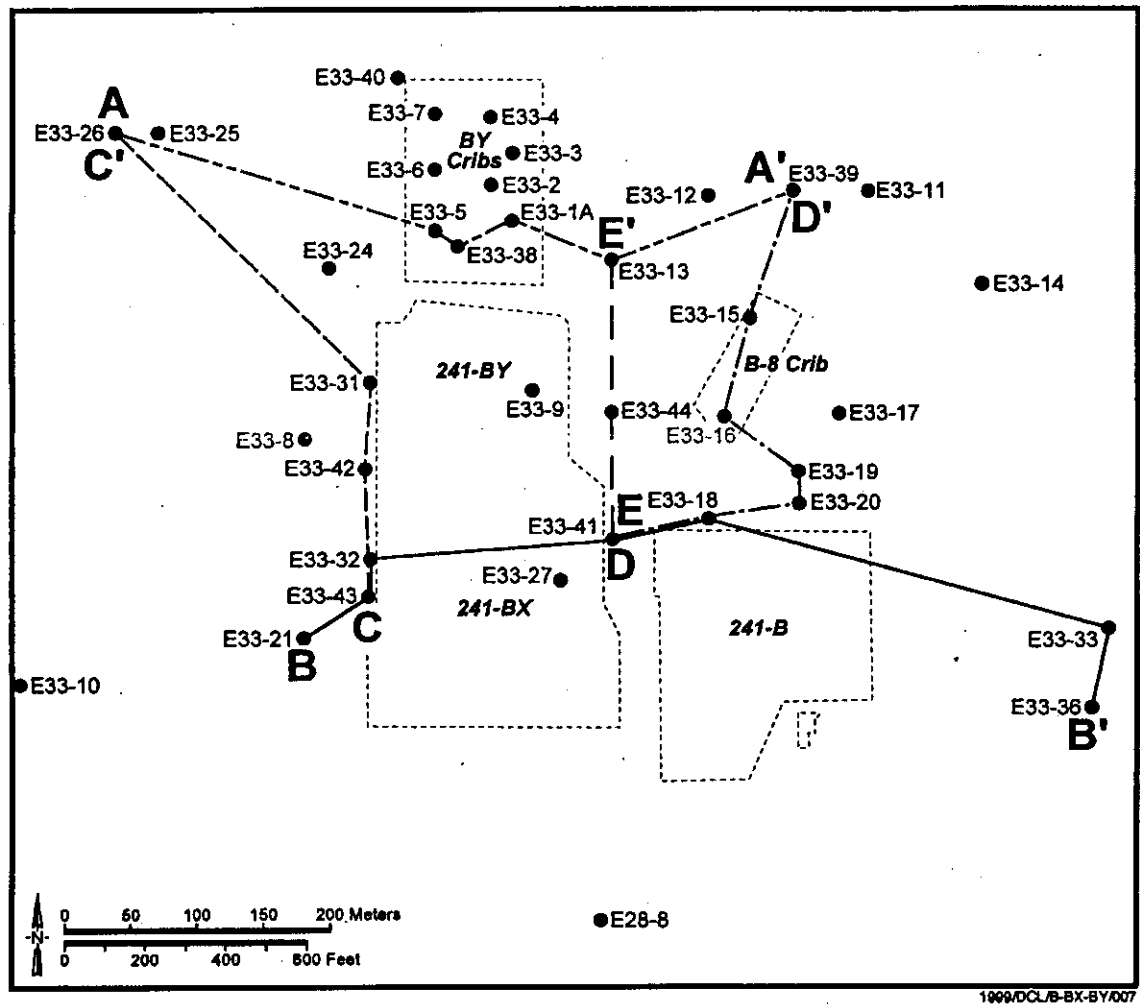 E33-40
A
E33-7
E33-4
E33-26
E33-25
BY
Cribs
E33-3
C'
E33-6
A'
E33-39
E33-2
E33-12
E33-11
E33-5
E33-1A
D'
E'
E33-38
E33-24
E33-13
E33-14
E33-15
241-BY
B-8 Crib
E33-31
E33-9
E33-44
E33-17
E33-16
E33-8
E33-42
E33-19
E33-18
E33-20
E
E33-41
D
E33-32
E33-27
E33-43
C
241-BX
241-B
E33-21
B
E33-33
E33-10
E33-36
B'
0 50 100 150 200 Meters
N
E28-8
0 200 400 600 Feet
1999/DCL/B-BX-BY/007